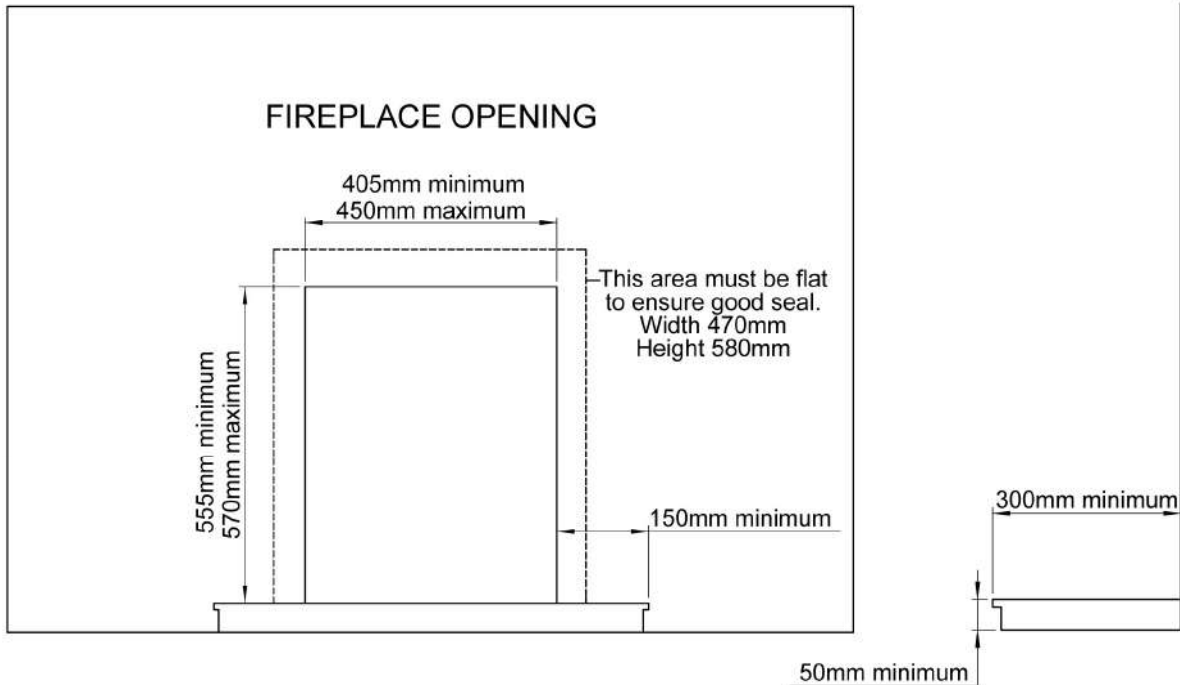 FIREPLACE OPENING
405mm minimum
450mm maximum
This area must be flat
to ensure good seal.
Width 470mm
Height 580mm
555mm minimum
570mm maximum
150mm minimum
300mm minimum
50mm minimum